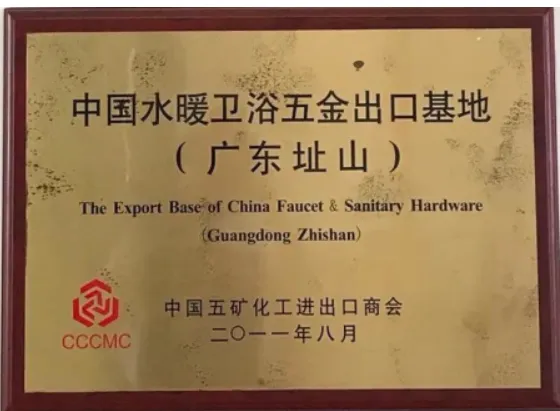 中国水暖卫浴五金出口基地
（广东址山）
The Export Base of China Faucet & Sanitary Hardware
(Guangdong Zhishan)
中国五矿化工进出口商会
CCCMC
二〇一一年八月